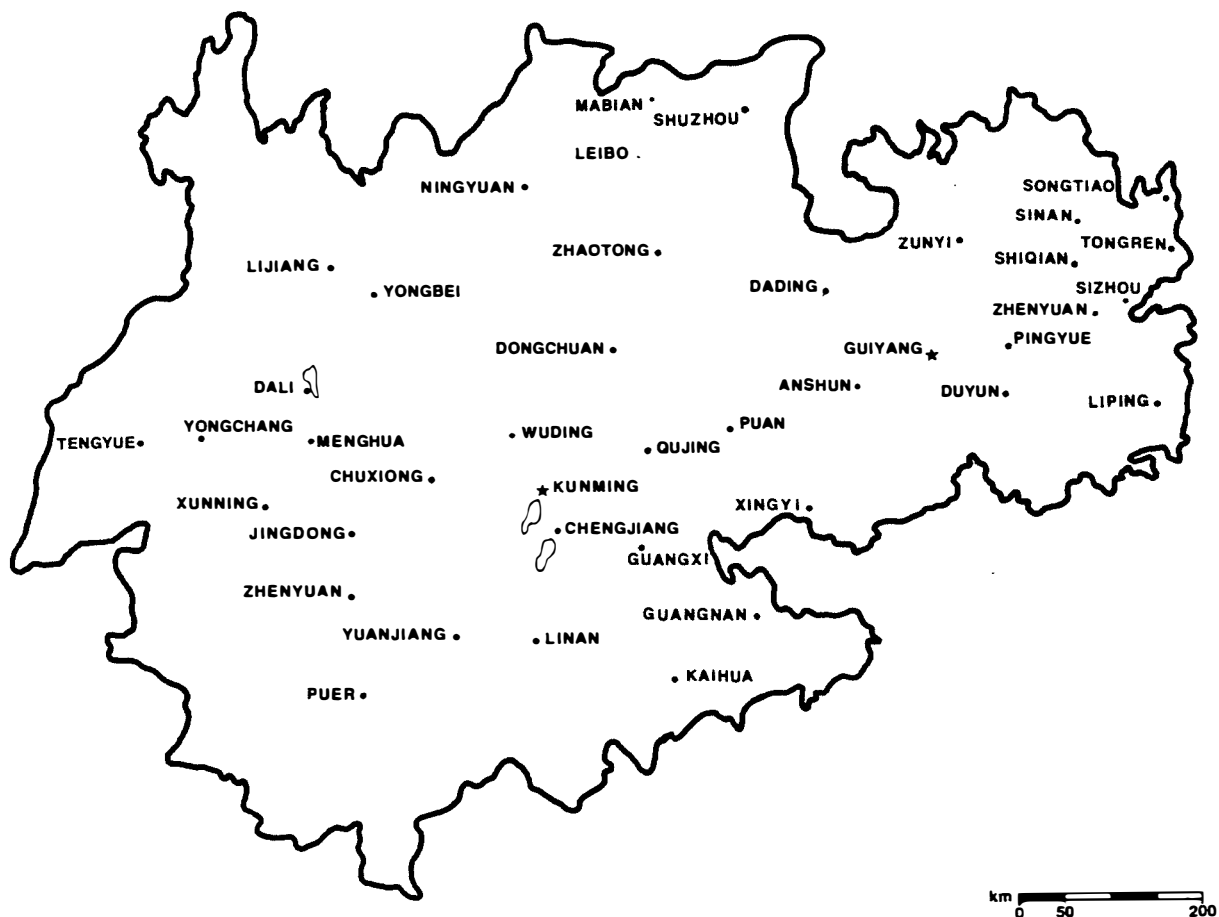 MABIAN
SHUZHOU
LEIBO
NINGYUAN
SONGTIAO
SINAN
ZUNYI
TONGREN
ZHAOTONG
SHIQIAN
LIJIANG
YONGBEI
DADING
SIZHOU
ZHENYUAN
DONGCHUAN
GUIYANG
PINGYUE
DALI
ANSHUN
DUYUN
LIPING
YONGCHANG
TENGYUE
MENGHUA
WUDING
PUAN
QUJING
CHUXIONG
KUNMING
XUNNING
XINGYI
JINGDONG
CHENGJIANG
GUANGXI
ZHENYUAN
GUANGNAN
YUANJIANG
LINAN
KAIHUA
PUER
km
0 50 200